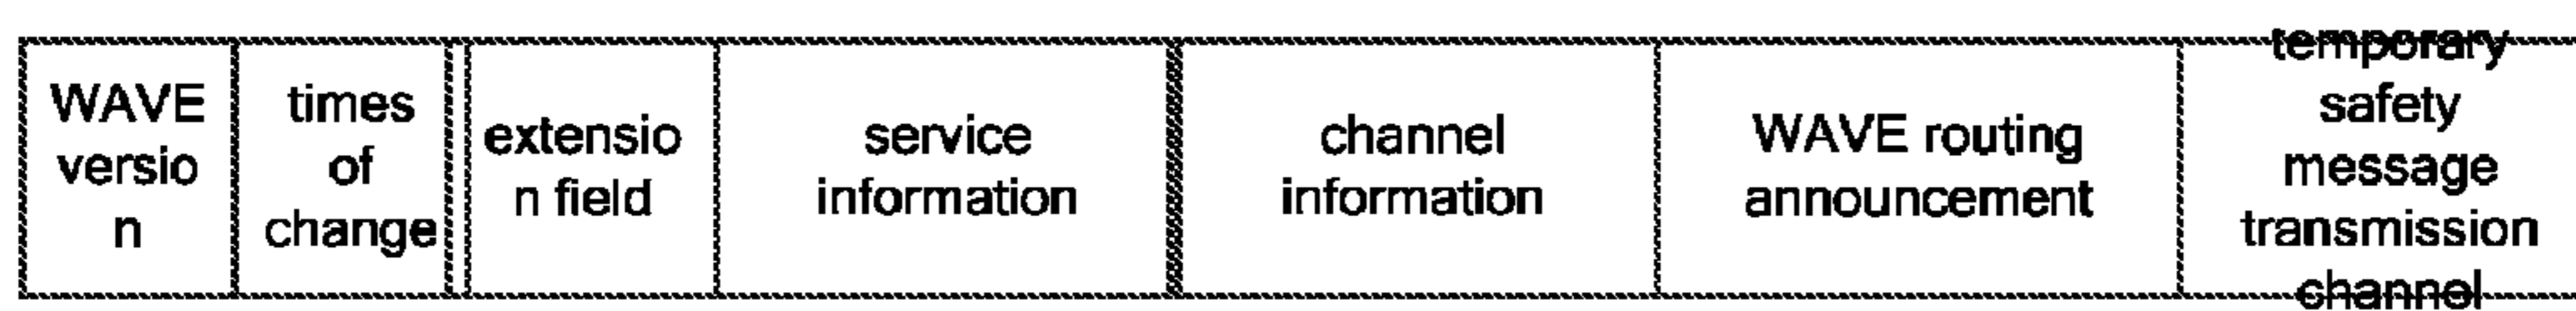 WAVE
versio
n
times
of
change
extensio
n field
service
information
channel
information
WAVE routing
announcement
temporary
safety
message
transmission
channel